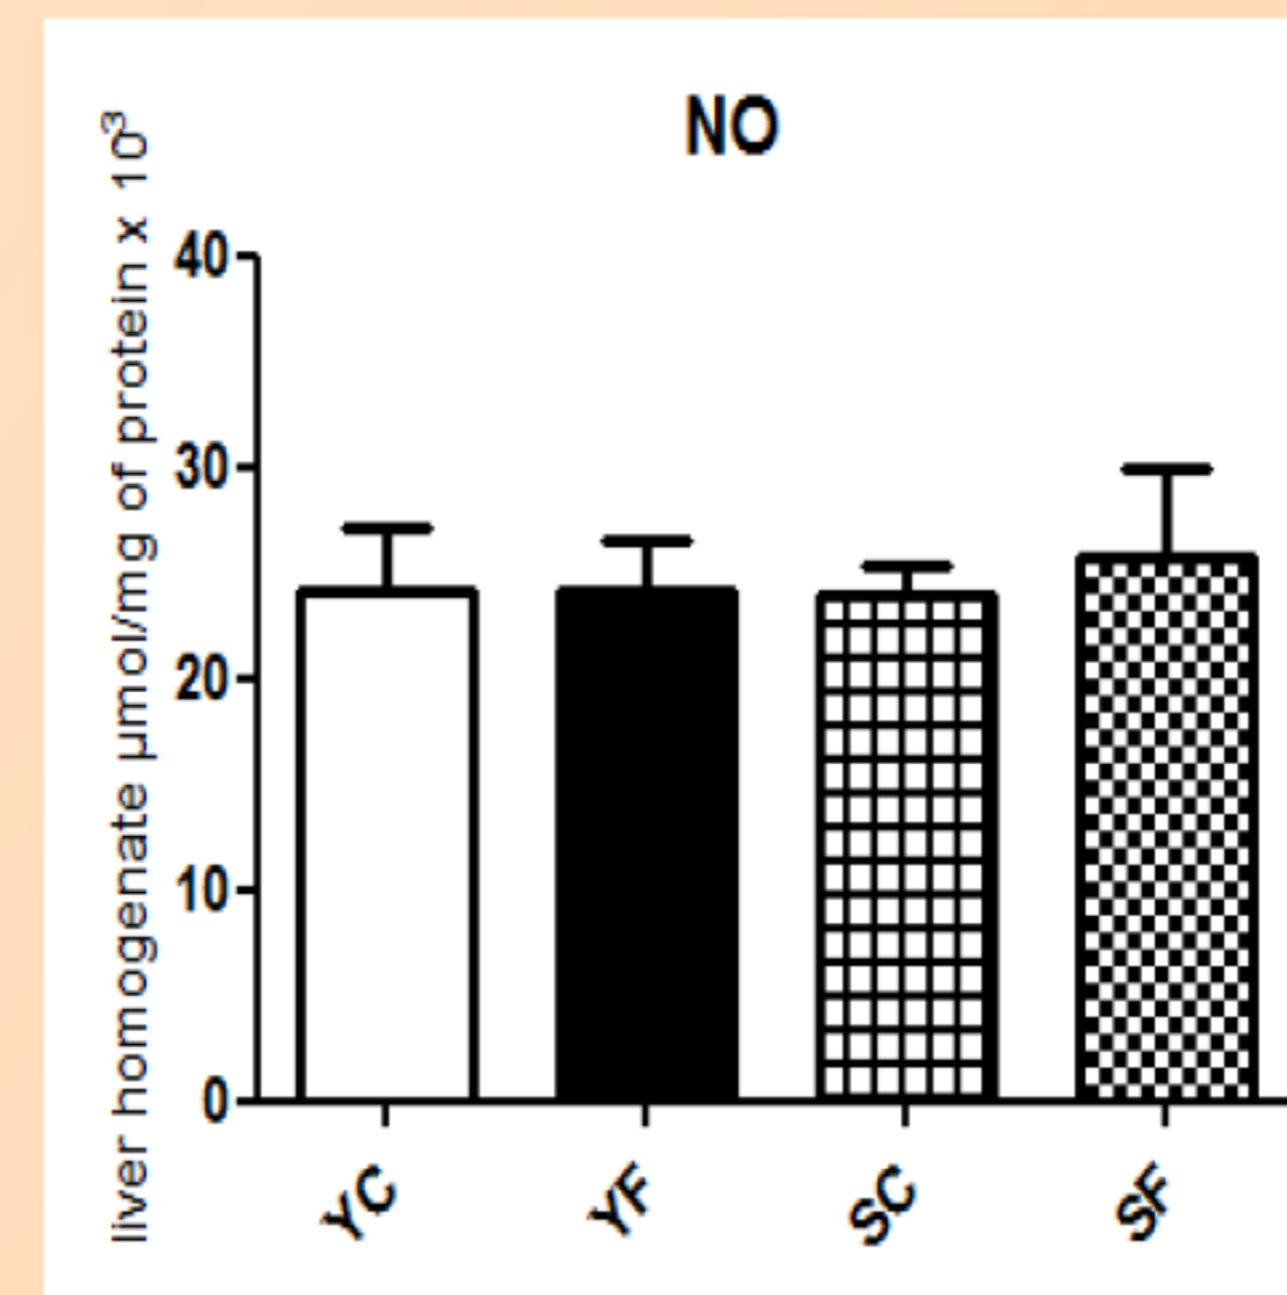 NO
liver homogenate µmol/mg of protein x 10³
40
30
20
10
0
YC
YF
SC
SF